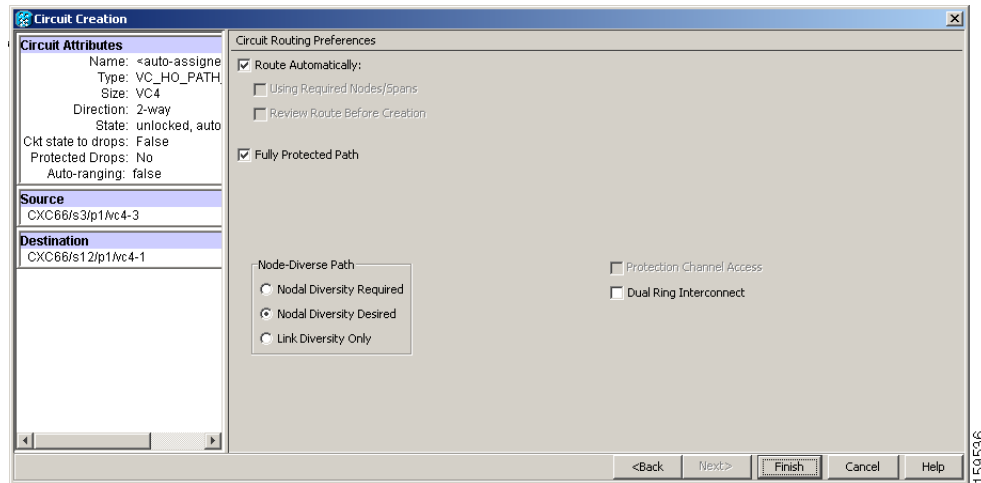 Circuit Creation
Circuit Attributes
Name: <auto-assigne
Type: VC_HO_PATH_
Size: VC4
Direction: 2-way
State: unlocked, auto
Ckt state to drops: False
Protected Drops: No
Auto-ranging: false
Source
CXC66/s3/p1/vc4-3
Destination
CXC66/s12/p1/vc4-1
Circuit Routing Preferences
Route Automatically:
Using Required Nodes/Spans
Review Route Before Creation
Fully Protected Path
Node-Diverse Path
Nodal Diversity Required
Nodal Diversity Desired
Link Diversity Only
Protection Channel Access
Dual Ring Interconnect
<Back
Next>
Finish
Cancel
Help
159536